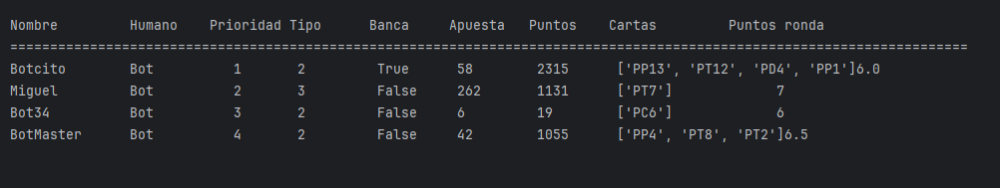 Nombre         Humano    Prioridad Tipo      Banca     Apuesta   Puntos    Cartas         Puntos ronda
========================================================================================================================
Botcito        Bot          1       2         True      58        2315      ['PP13', 'PT12', 'PD4', 'PP1']6.0
Miguel         Bot          2       3         False     262       1131      ['PT7']             7
Bot34          Bot          3       2         False     6         19        ['PC6']             6
BotMaster      Bot          4       2         False     42        1055      ['PP4', 'PT8', 'PT2']6.5